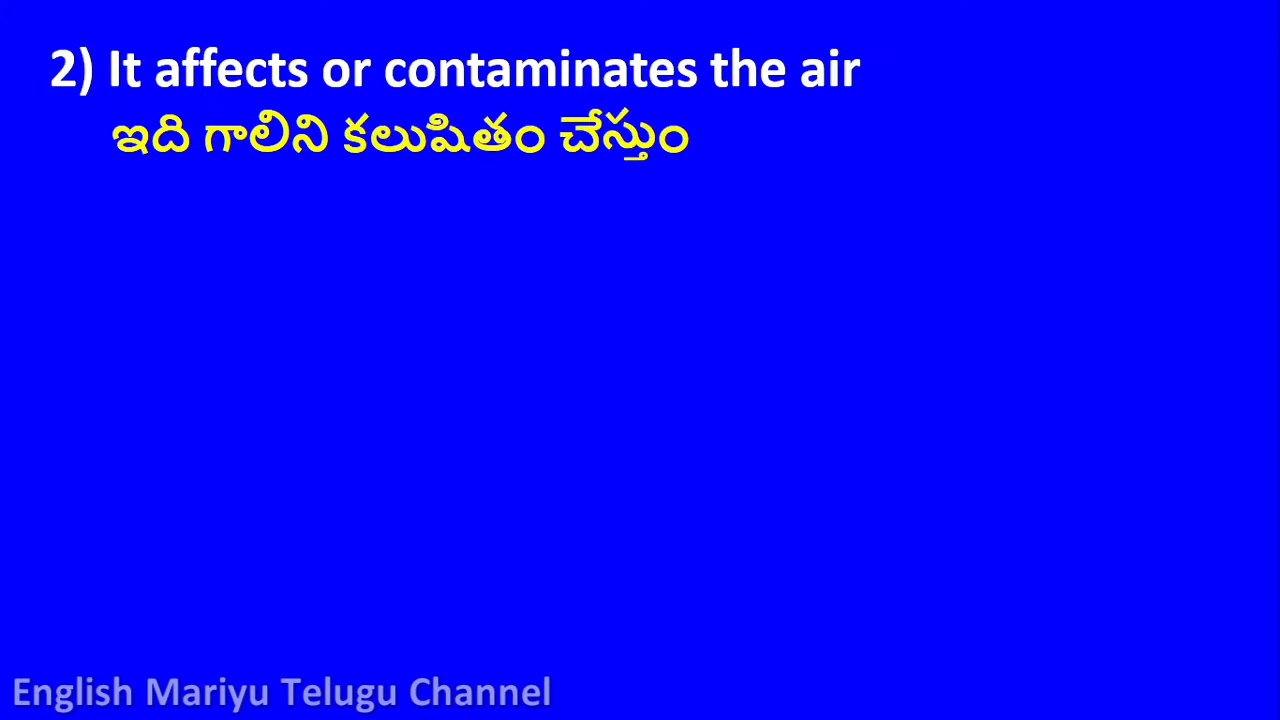 2) It affects or contaminates the air
ఇది గాలిని కలుషితం చేస్తుం
English Mariyu Telugu Channel